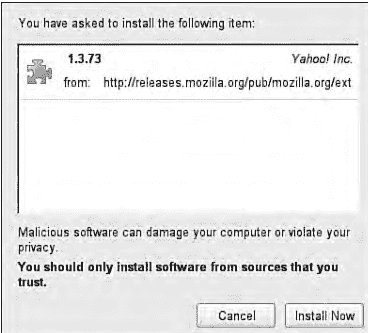 You have asked to install the following item:
1.3.73 Yahoo! Inc.
from: http://releases.mozilla.org/pub/mozilla.org/ext
Malicious software can damage your computer or violate your
privacy.
You should only install software from sources that you
trust.
Cancel Install Now